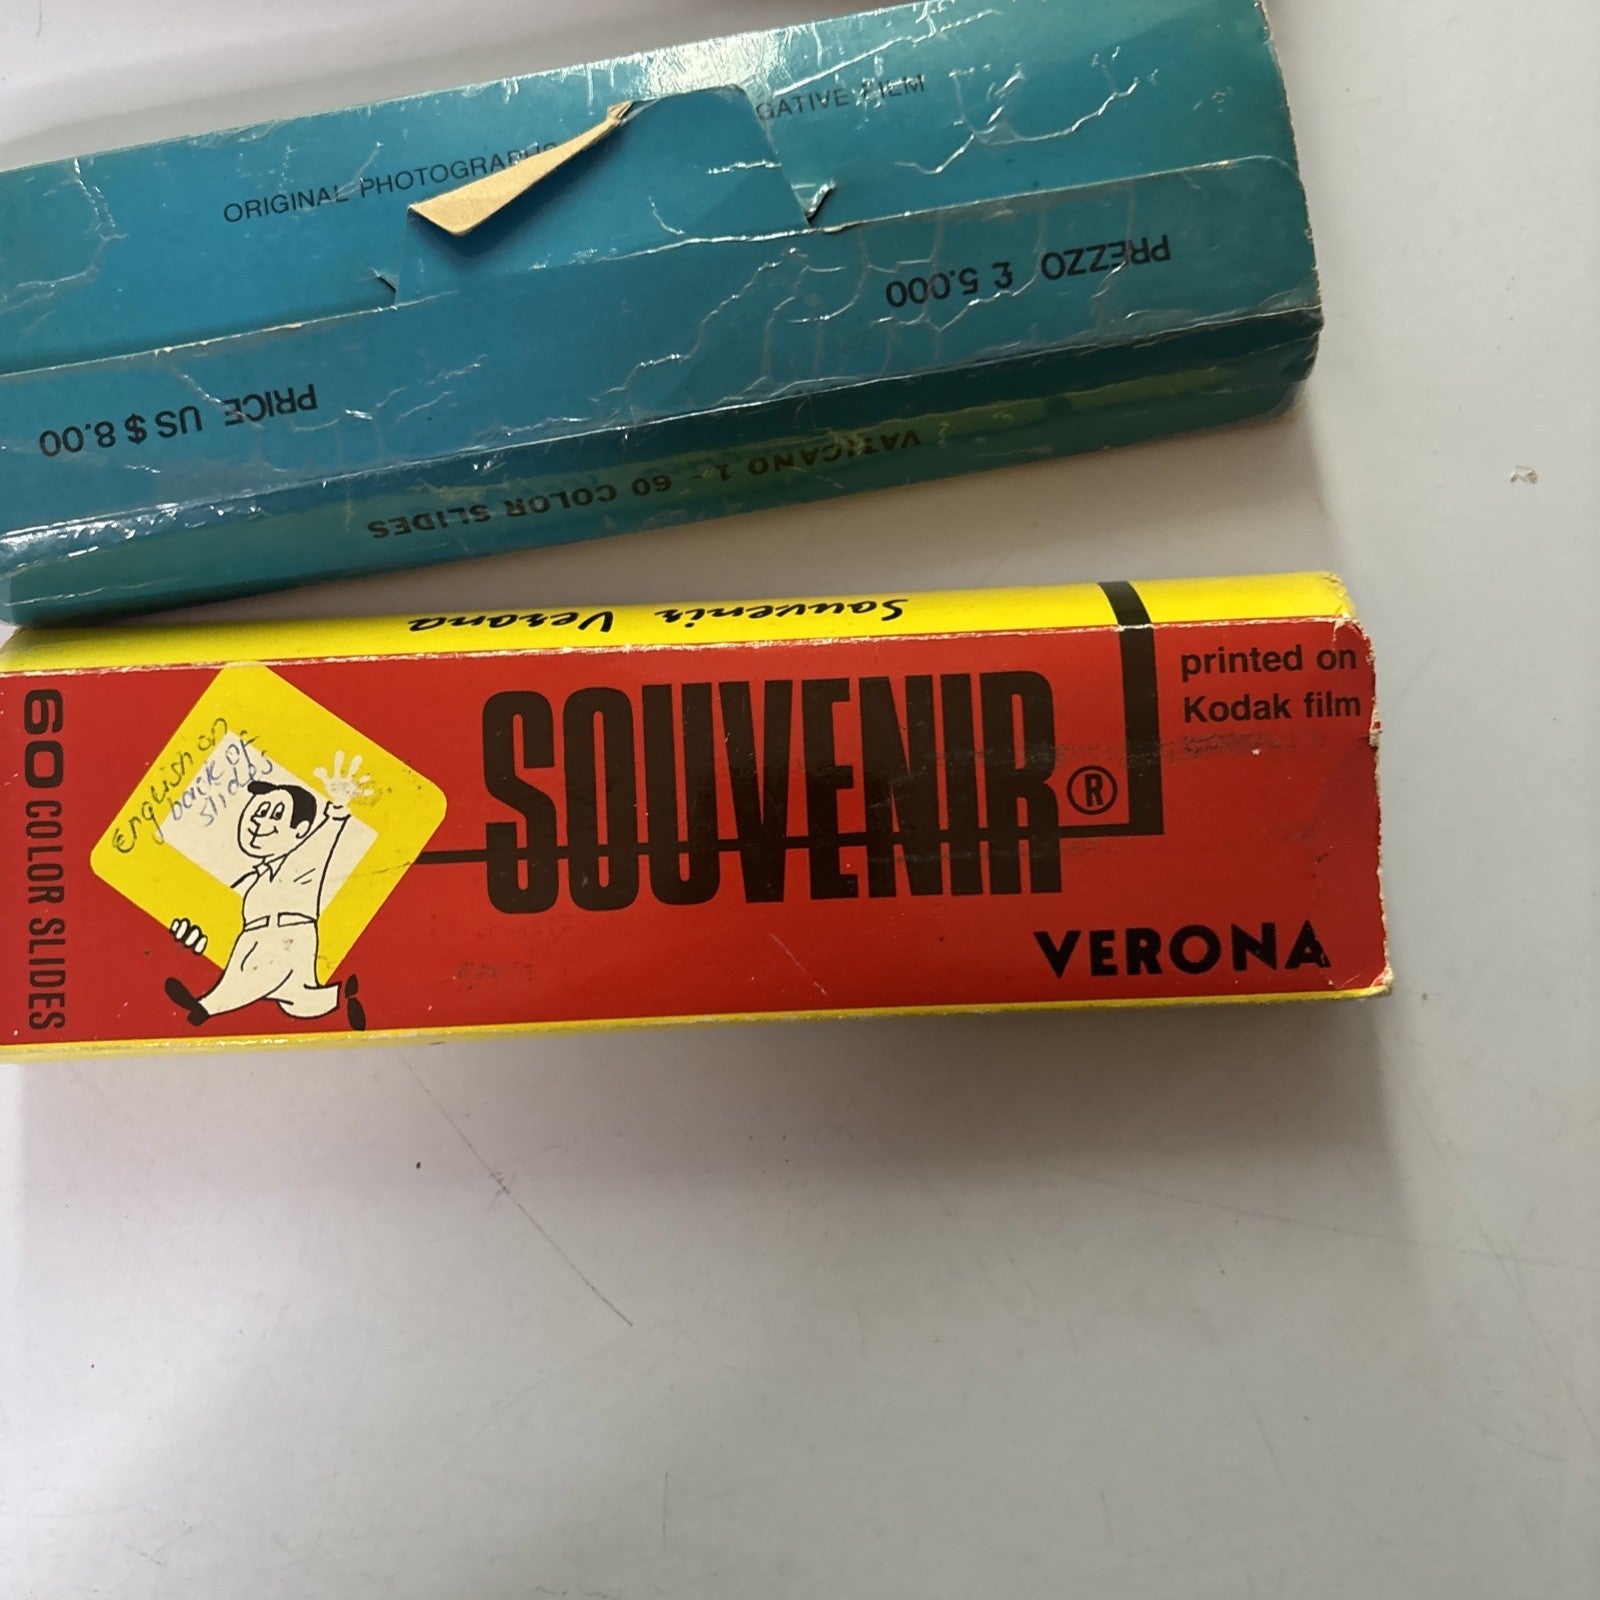 ORIGINAL PHOTOGRAPHS
GATIVE FILM
PREZZO £ 5.000
PRICE US $ 8.00
VATICANO 1 - 60 COLOR SLIDES
Souvenir Verona
60 COLOR SLIDES
English on
back of
slides
SOUVENIR ®
printed on
Kodak film
VERONA